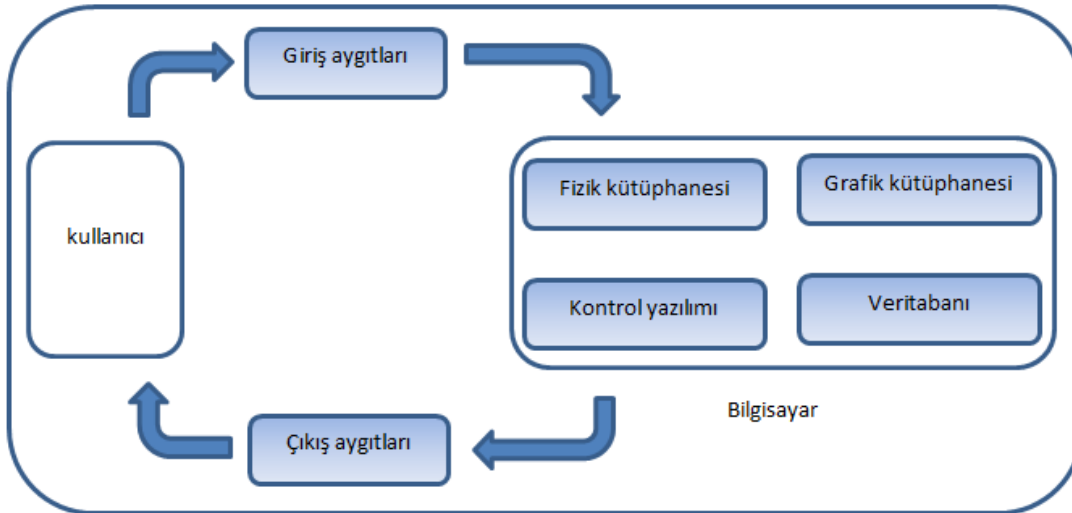 Giriş aygıtları
Fizik kütüphanesi
Grafik kütüphanesi
kullanıcı
Kontrol yazılımı
Veritabanı
Bilgisayar
Çıkış aygıtları